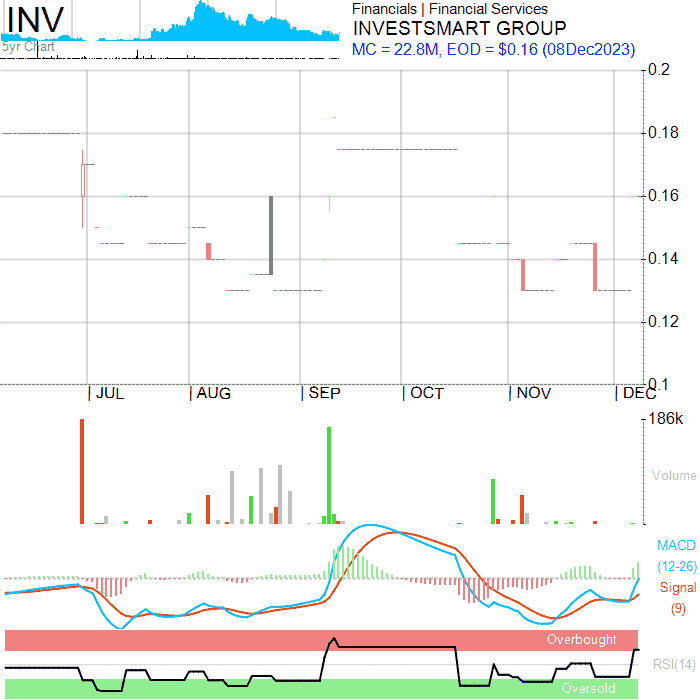 INV
5yr Chart
Financials | Financial Services
INVESTSMART GROUP
MC = 22.8M, EOD = $0.16 (08Dec2023)
0.2
0.18
0.16
0.14
0.12
0.1
JUL AUG SEP OCT NOV DEC
186k
Volume
MACD
(12-26)
Signal
(9)
Overbought
RSI(14)
Oversold